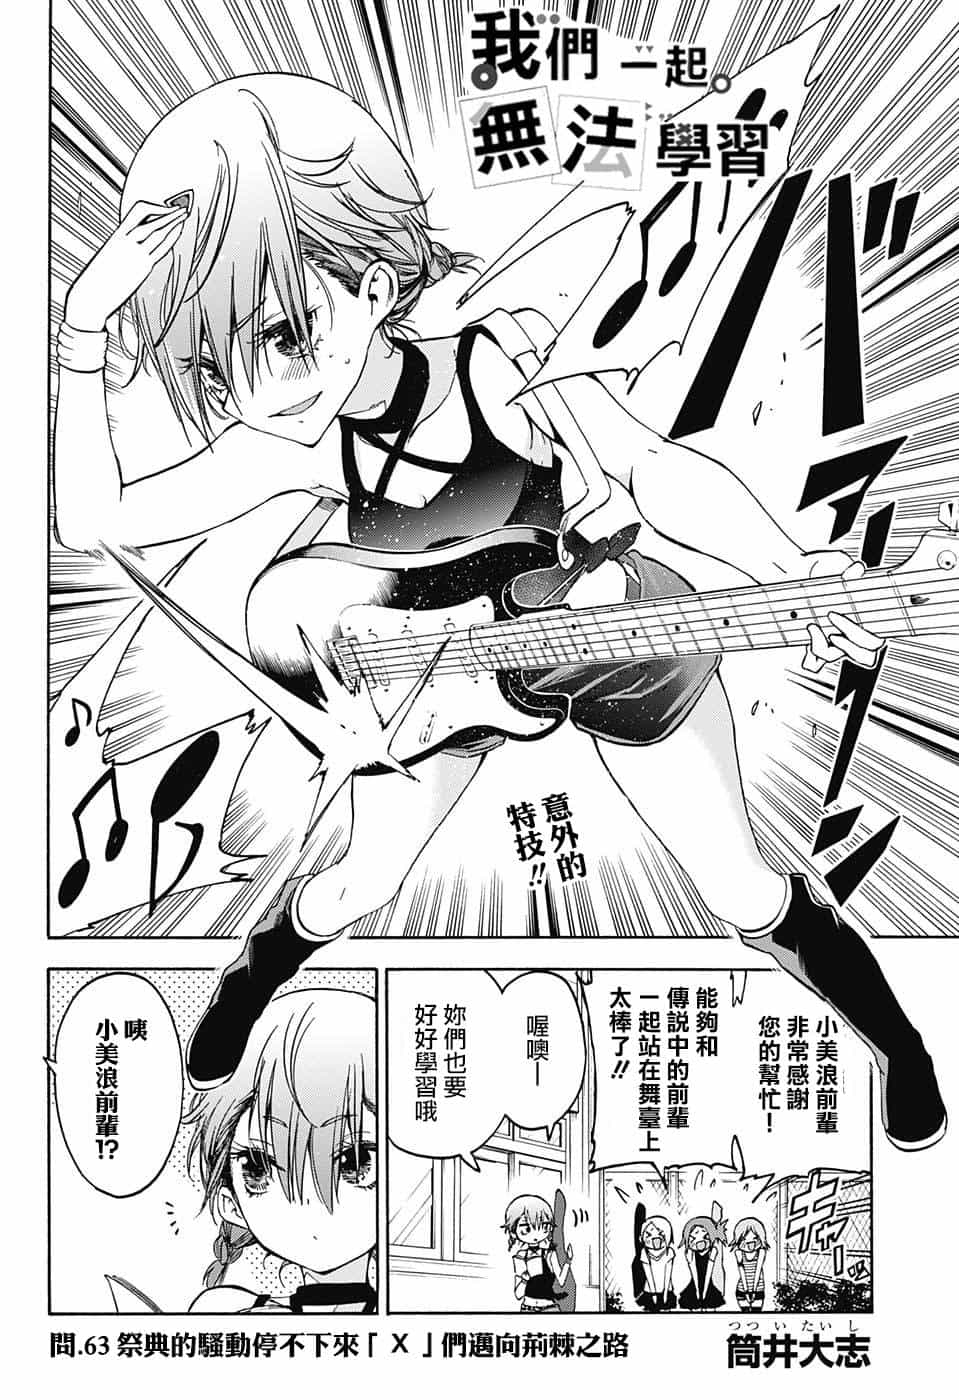 我們一起
無法學習
バババ
意外的
特技!!
小美浪前輩
非常感謝
您的幫忙！
能夠和
傳說中的前輩
一起站在舞臺上
太棒了!!
キャー
喔噢—
妳們也要
好好學習哦
咦
小美浪前輩!?
問.63 祭典的騷動停不下來「 X 」們邁向荊棘之路
つつ い たい し
筒井大志